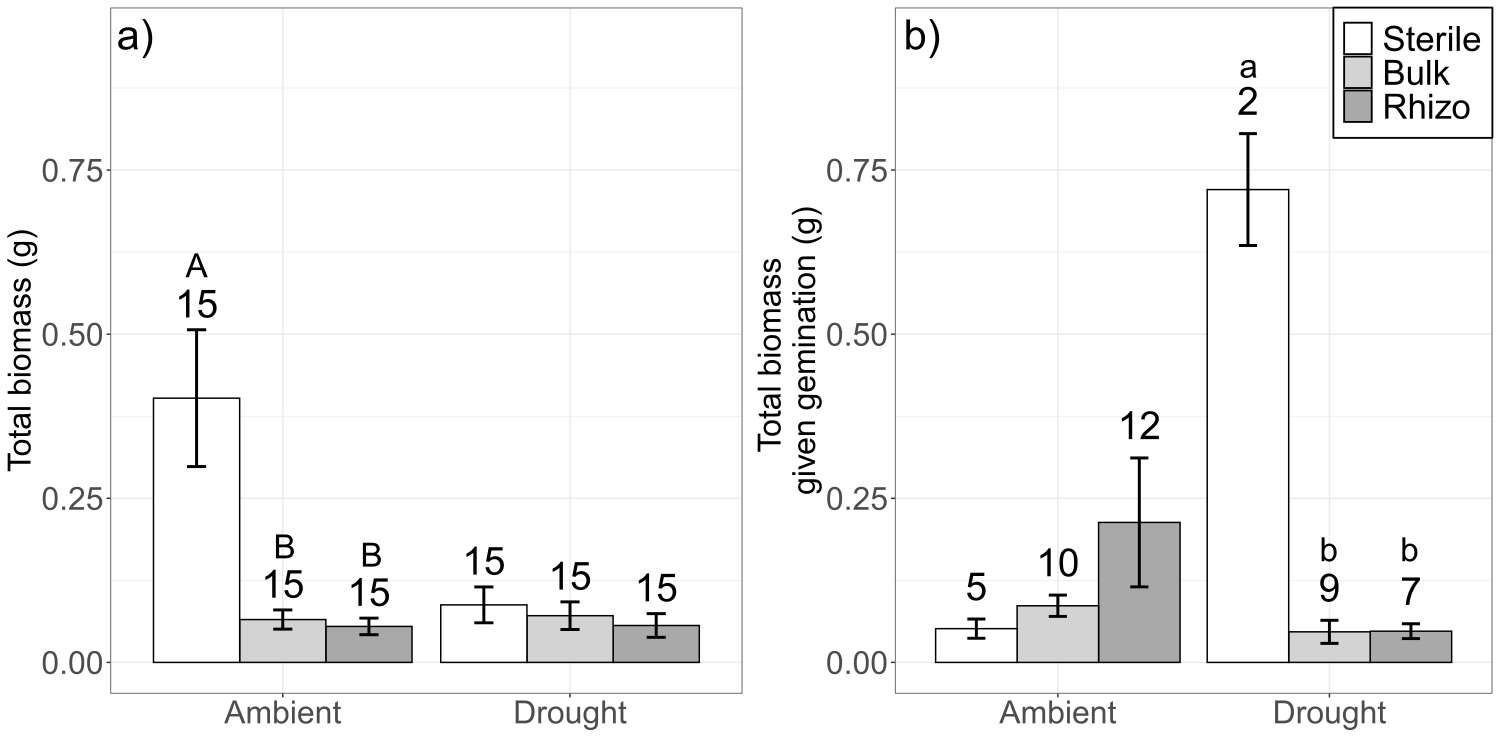 a)
Total biomass (g)
0.75
0.50
0.25
0.00
A
15
B
15
B
15
15
15
15
Ambient
Drought
b)
Sterile
Bulk
Rhizo
Total biomass
given gemination (g)
0.75
0.50
0.25
0.00
5
10
12
a
2
b
9
b
7
Ambient
Drought